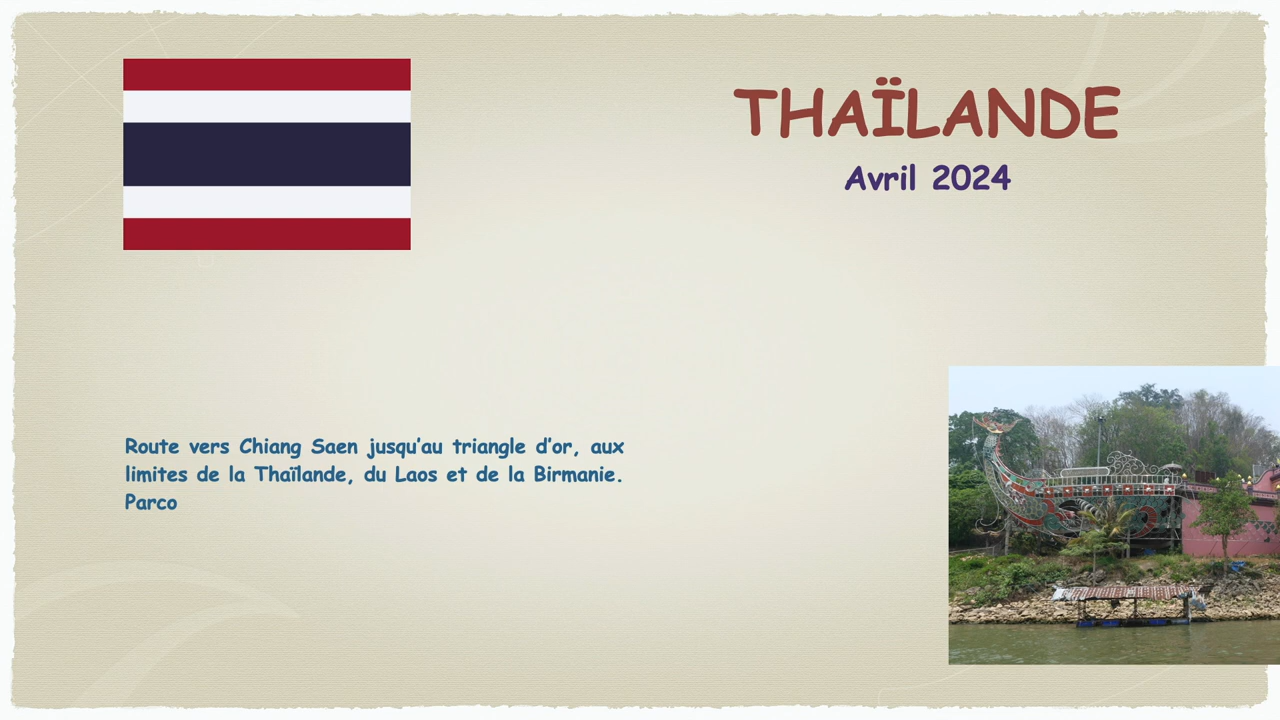 THAÏLANDE
Avril 2024
Route vers Chiang Saen jusqu'au triangle d'or, aux
limites de la Thaïlande, du Laos et de la Birmanie.
Parco